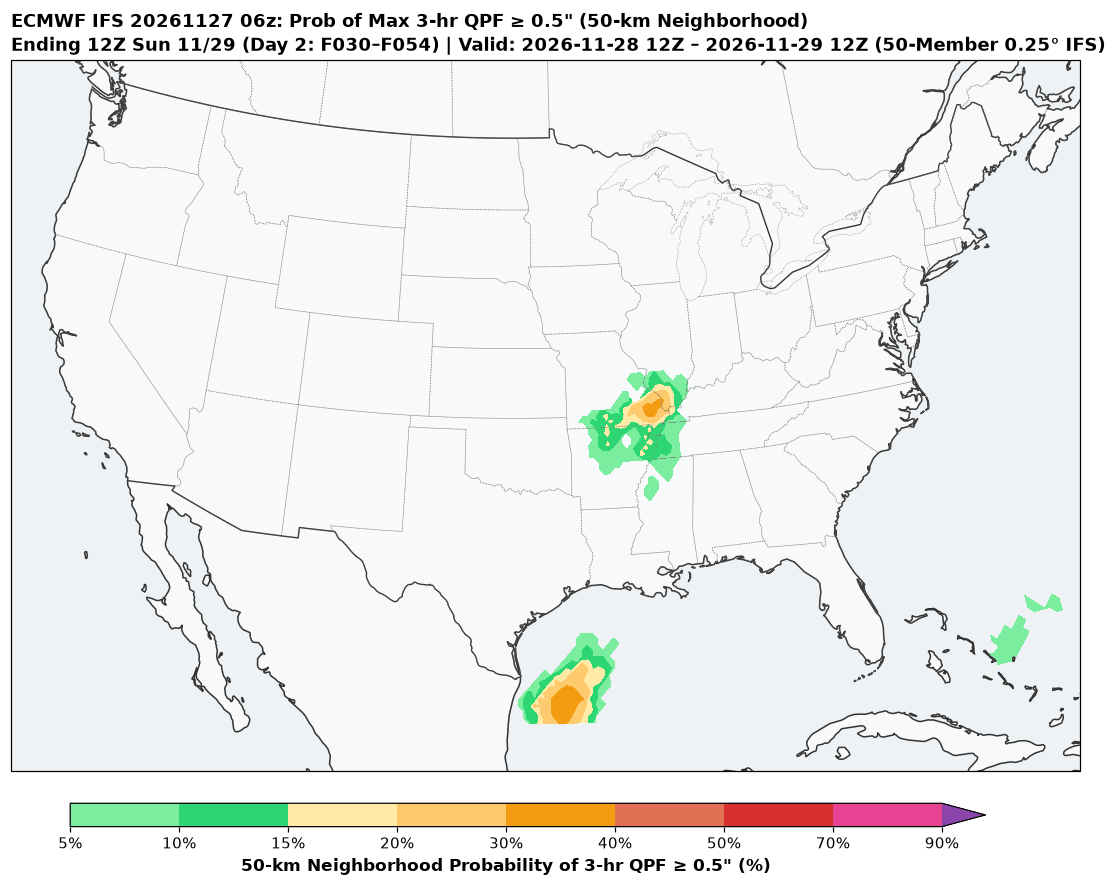 ECMWF IFS 20261127 06z: Prob of Max 3-hr QPF ≥ 0.5" (50-km Neighborhood)
Ending 12Z Sun 11/29 (Day 2: F030–F054) | Valid: 2026-11-28 12Z – 2026-11-29 12Z (50-Member 0.25° IFS)
5% 10% 15% 20% 30% 40% 50% 70% 90%
50-km Neighborhood Probability of 3-hr QPF ≥ 0.5" (%)